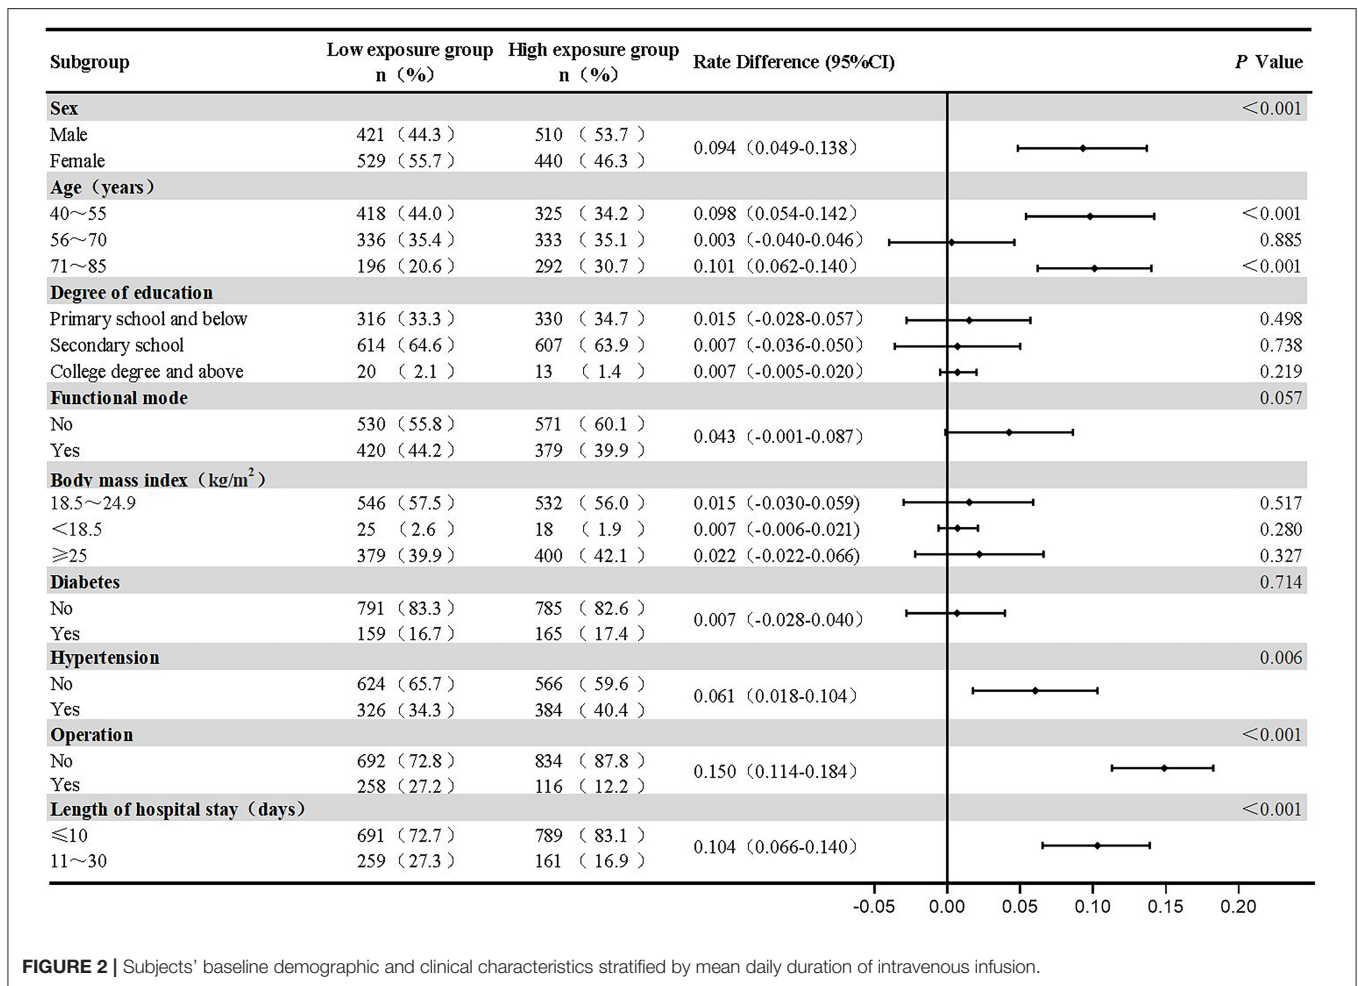 Subgroup Low exposure group n（%） High exposure group n（%） Rate Difference (95%CI) P Value
Sex <0.001
Male 421（44.3） 510（53.7）
0.094（0.049-0.138）
Female 529（55.7） 440（46.3）
Age（years）
40～55 418（44.0） 325（34.2） 0.098（0.054-0.142） <0.001
56～70 336（35.4） 333（35.1） 0.003（-0.040-0.046） 0.885
71～85 196（20.6） 292（30.7） 0.101（0.062-0.140） <0.001
Degree of education
Primary school and below 316（33.3） 330（34.7） 0.015（-0.028-0.057） 0.498
Secondary school 614（64.6） 607（63.9） 0.007（-0.036-0.050） 0.738
College degree and above 20（2.1） 13（1.4） 0.007（-0.005-0.020） 0.219
Functional mode 0.057
No 530（55.8） 571（60.1）
0.043（-0.001-0.087）
Yes 420（44.2） 379（39.9）
Body mass index（kg/m²）
18.5～24.9 546（57.5） 532（56.0） 0.015（-0.030-0.059) 0.517
<18.5 25（2.6） 18（1.9） 0.007（-0.006-0.021) 0.280
≥25 379（39.9） 400（42.1） 0.022（-0.022-0.066) 0.327
Diabetes 0.714
No 791（83.3） 785（82.6）
0.007（-0.028-0.040）
Yes 159（16.7） 165（17.4）
Hypertension 0.006
No 624（65.7） 566（59.6）
0.061（0.018-0.104）
Yes 326（34.3） 384（40.4）
Operation <0.001
No 692（72.8） 834（87.8）
0.150（0.114-0.184）
Yes 258（27.2） 116（12.2）
Length of hospital stay（days） <0.001
≤10 691（72.7） 789（83.1）
0.104（0.066-0.140）
11～30 259（27.3） 161（16.9）
-0.05 0.00 0.05 0.10 0.15 0.20
FIGURE 2 | Subjects' baseline demographic and clinical characteristics stratified by mean daily duration of intravenous infusion.